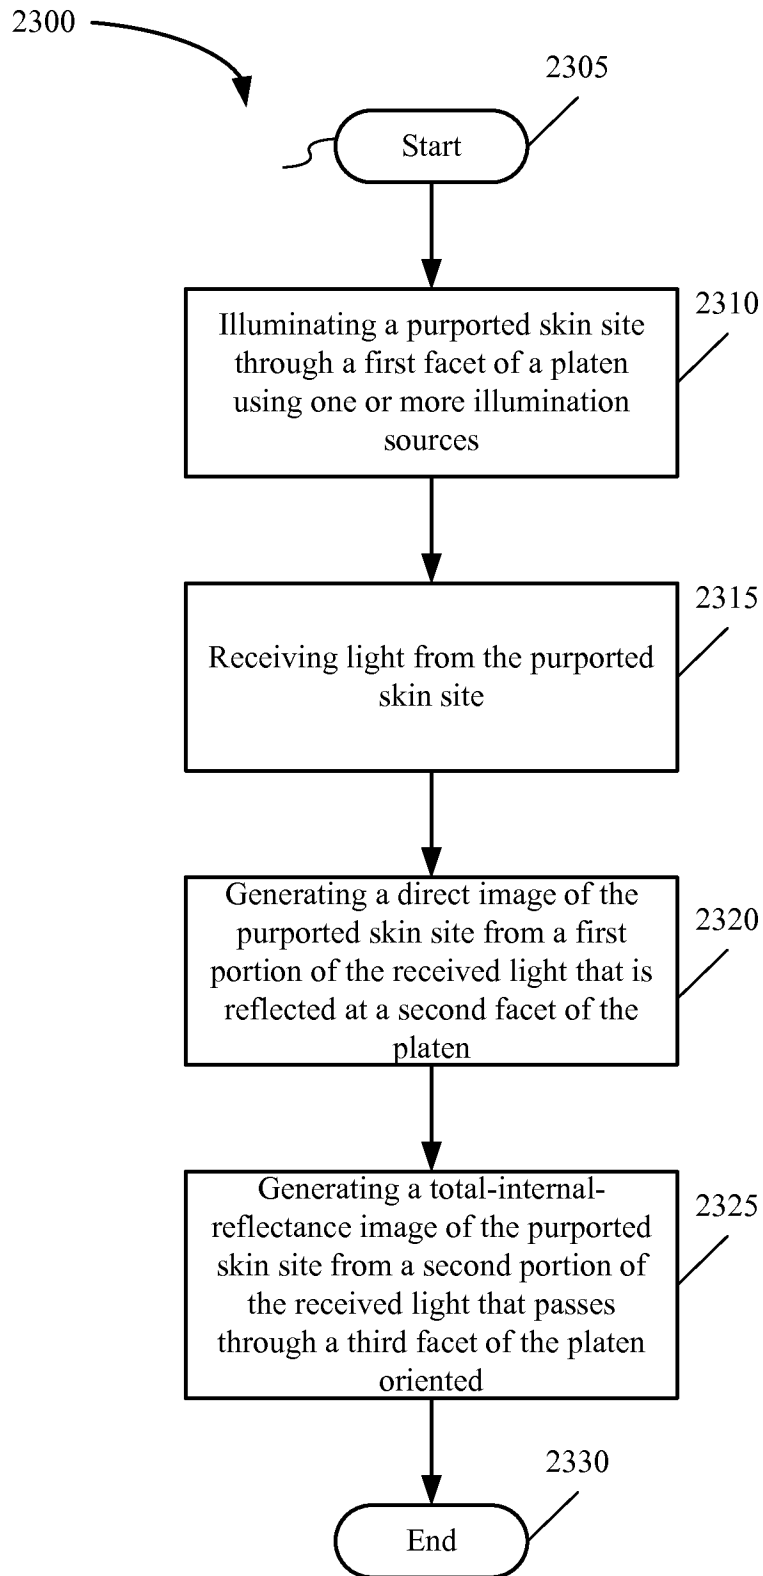 2300
2305
Start
2310
Illuminating a purported skin site
through a first facet of a platen
using one or more illumination
sources
2315
Receiving light from the purported
skin site
2320
Generating a direct image of the
purported skin site from a first
portion of the received light that is
reflected at a second facet of the
platen
2325
Generating a total-internal-
reflectance image of the purported
skin site from a second portion of
the received light that passes
through a third facet of the platen
oriented
2330
End